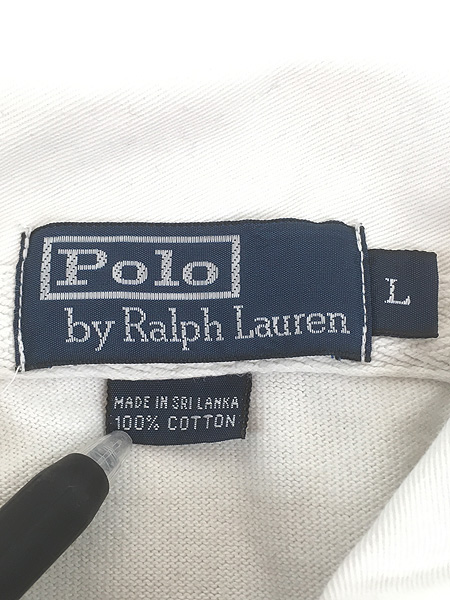 Polo
by Ralph Lauren
L
MADE IN SRI LANKA
100% COTTON